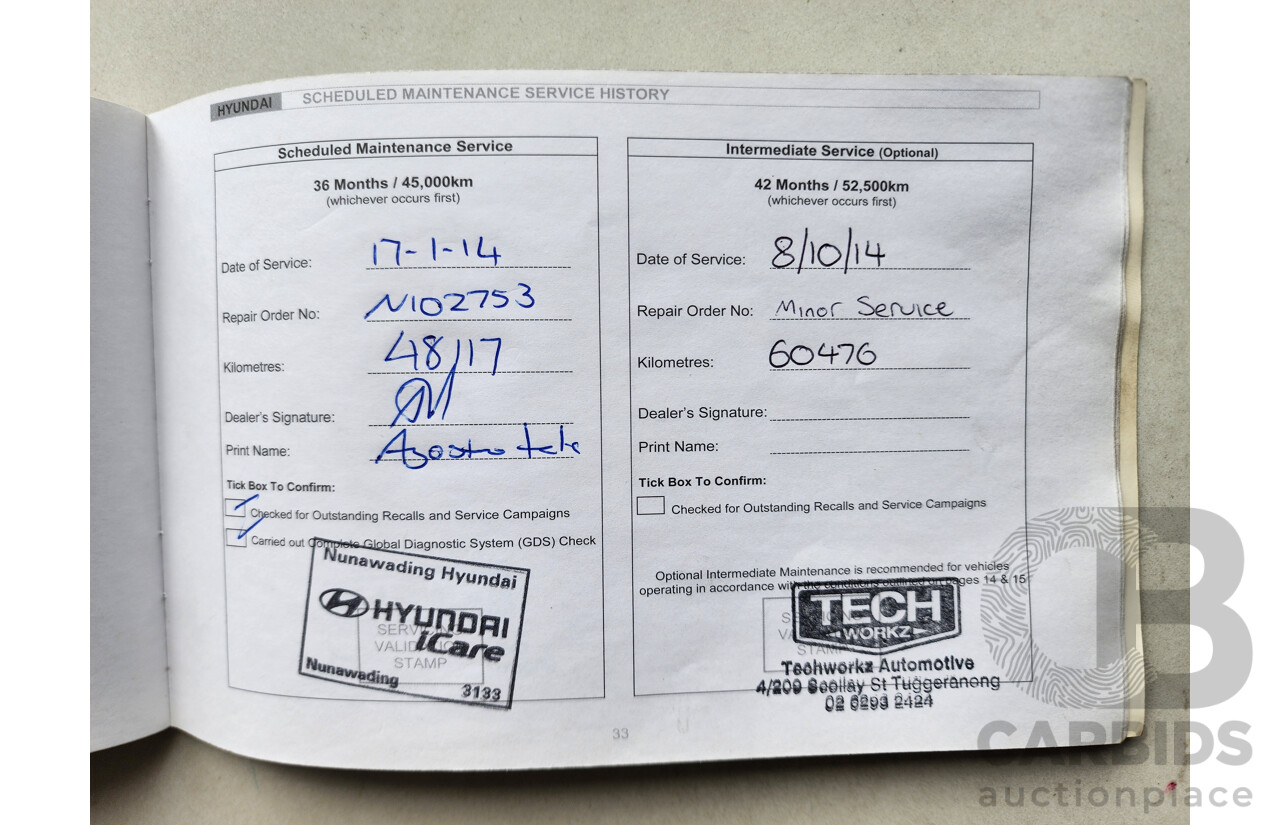 HYUNDAI SCHEDULED MAINTENANCE SERVICE HISTORY
Scheduled Maintenance Service
36 Months / 45,000km
(whichever occurs first)
Date of Service: 17-1-14
Repair Order No: N102753
Kilometres: 48117
Dealer's Signature:
Print Name:
Tick Box To Confirm:
Checked for Outstanding Recalls and Service Campaigns
Carried out Complete Global Diagnostic System (GDS) Check
Nunawading Hyundai
HYUNDAI
iCare
SERVICING
VALIDATION
STAMP
Nunawading
3133
Intermediate Service (Optional)
42 Months / 52,500km
(whichever occurs first)
Date of Service: 8/10/14
Repair Order No: Minor Service
Kilometres: 60476
Dealer's Signature:
Print Name:
Tick Box To Confirm:
Checked for Outstanding Recalls and Service Campaigns
Optional Intermediate Maintenance is recommended for vehicles
operating in accordance with the conditions outlined on pages 14 & 15
TECH
WORKZ
STAMP
Techworkz Automotive
4/209 Scollay St Tuggeranong
02 6293 2424
33
CB
CARBIDS
auctionplace